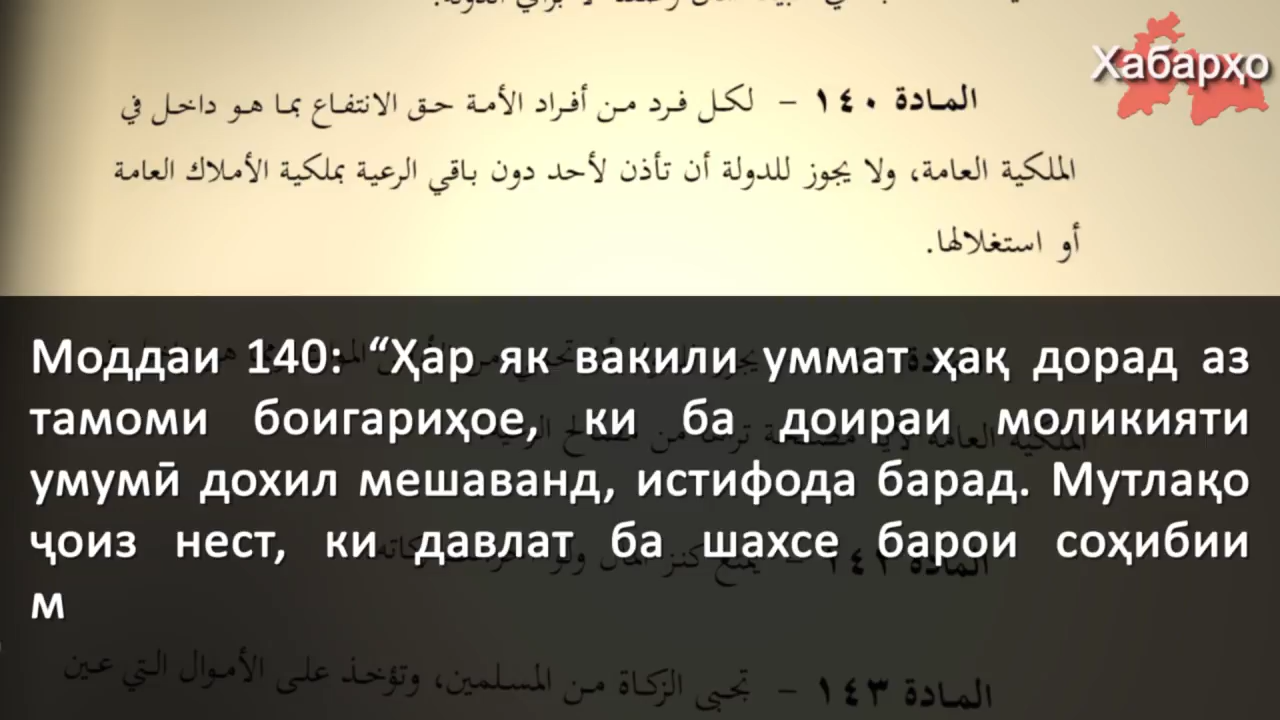 Хабарҳо
المادة ١٤٠ – لكل فرد من أفراد الأمة حق الانتفاع بما هو داخل في
الملكية العامة، ولا يجوز للدولة أن تأذن لأحد دون باقي الرعية بملكية الأملاك العامة
أو استغلالها.
Моддаи 140: “Ҳар як вакили уммат ҳақ дорад аз
тамоми боигариҳое, ки ба доираи моликияти
умумӣ дохил мешаванд, истифода барад. Мутлақо
ҷоиз нест, ки давлат ба шахсе барои соҳибии
м
المادة ١٤٣ – تجبى الزكاة من المسلمين، وتؤخذ على الأموال التي عين